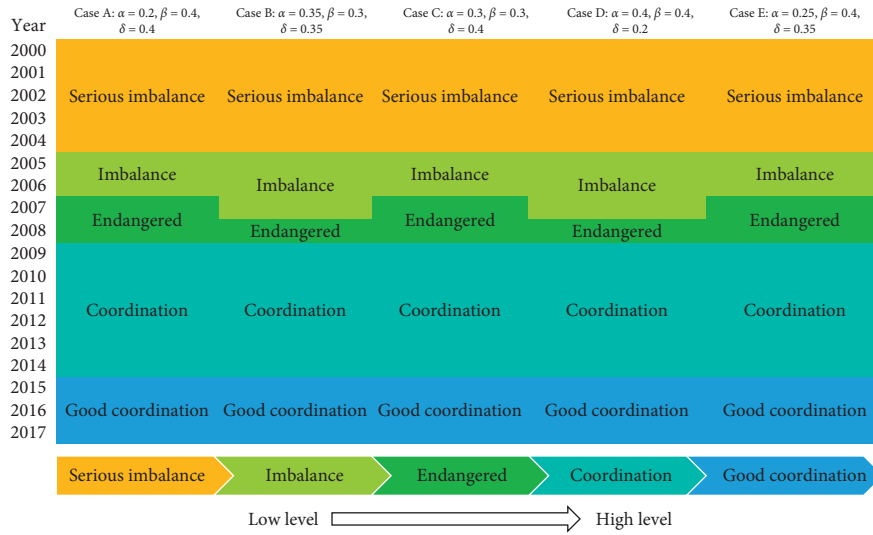 Year
Case A: α = 0.2, β = 0.4,
δ = 0.4
Case B: α = 0.35, β = 0.3,
δ = 0.35
Case C: α = 0.3, β = 0.3,
δ = 0.4
Case D: α = 0.4, β = 0.4,
δ = 0.2
Case E: α = 0.25, β = 0.4,
δ = 0.35
2000
2001
2002
2003
2004
2005
2006
2007
2008
2009
2010
2011
2012
2013
2014
2015
2016
2017
Serious imbalance Serious imbalance Serious imbalance Serious imbalance Serious imbalance
Imbalance Imbalance Imbalance Imbalance Imbalance
Endangered Endangered Endangered Endangered Endangered
Coordination Coordination Coordination Coordination Coordination
Good coordination Good coordination Good coordination Good coordination Good coordination
Serious imbalance Imbalance Endangered Coordination Good coordination
Low level High level